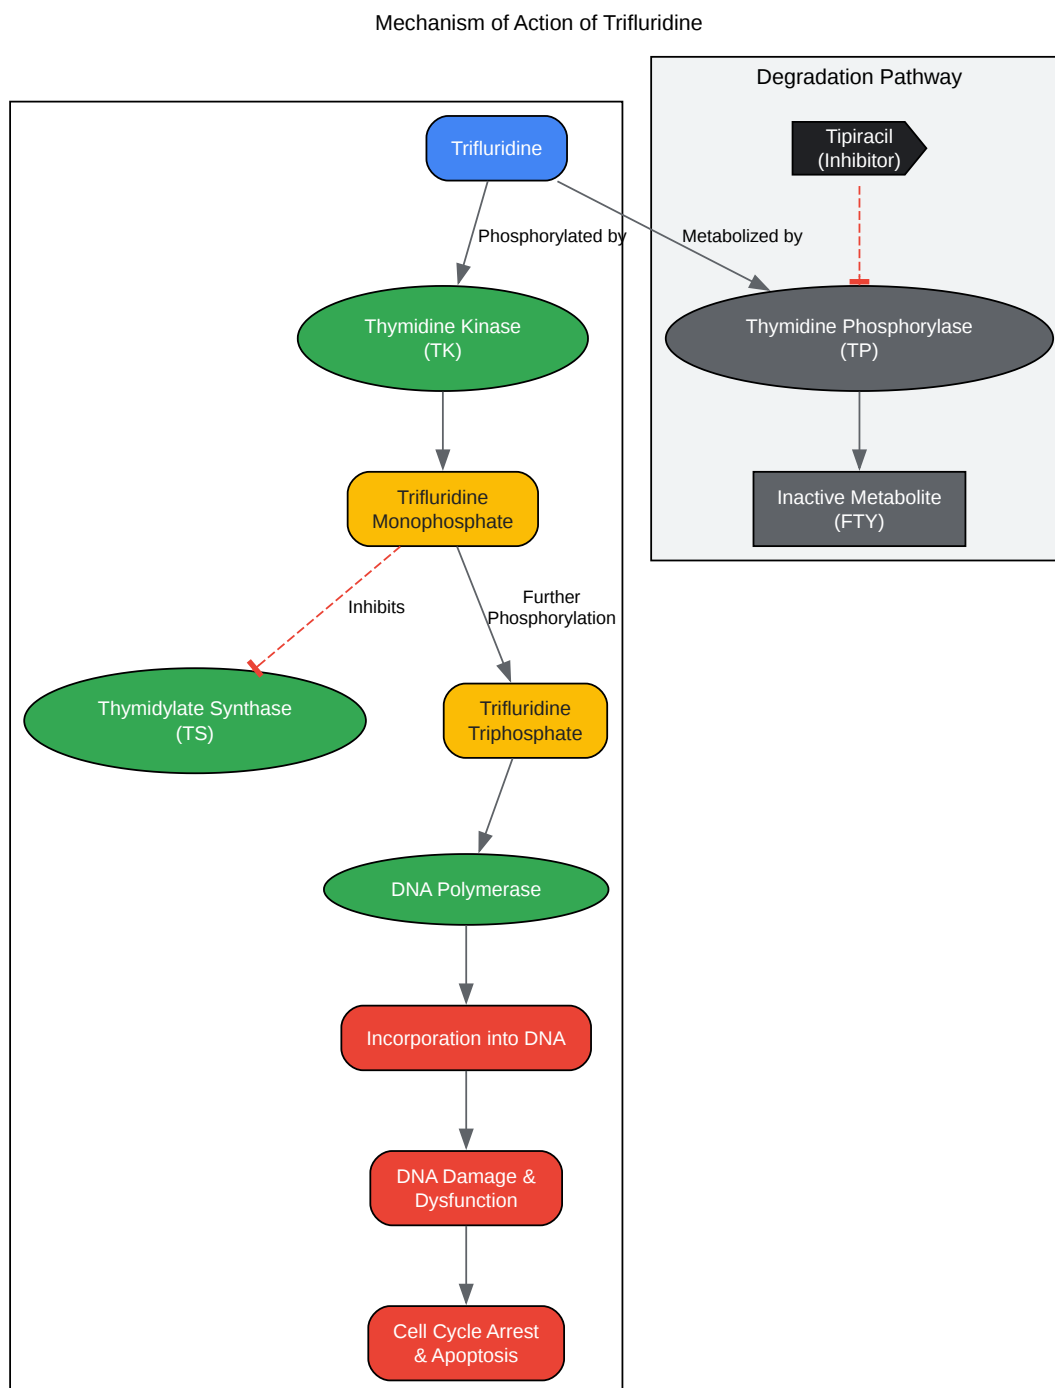 Mechanism of Action of Trifluridine
Degradation Pathway
Trifluridine
Tipiracil
(Inhibitor)
Phosphorylated by
Metabolized by
Thymidine Kinase
(TK)
Thymidine Phosphorylase
(TP)
Trifluridine
Monophosphate
Inactive Metabolite
(FTY)
Inhibits
Further
Phosphorylation
Thymidylate Synthase
(TS)
Trifluridine
Triphosphate
DNA Polymerase
Incorporation into DNA
DNA Damage &
Dysfunction
Cell Cycle Arrest
& Apoptosis